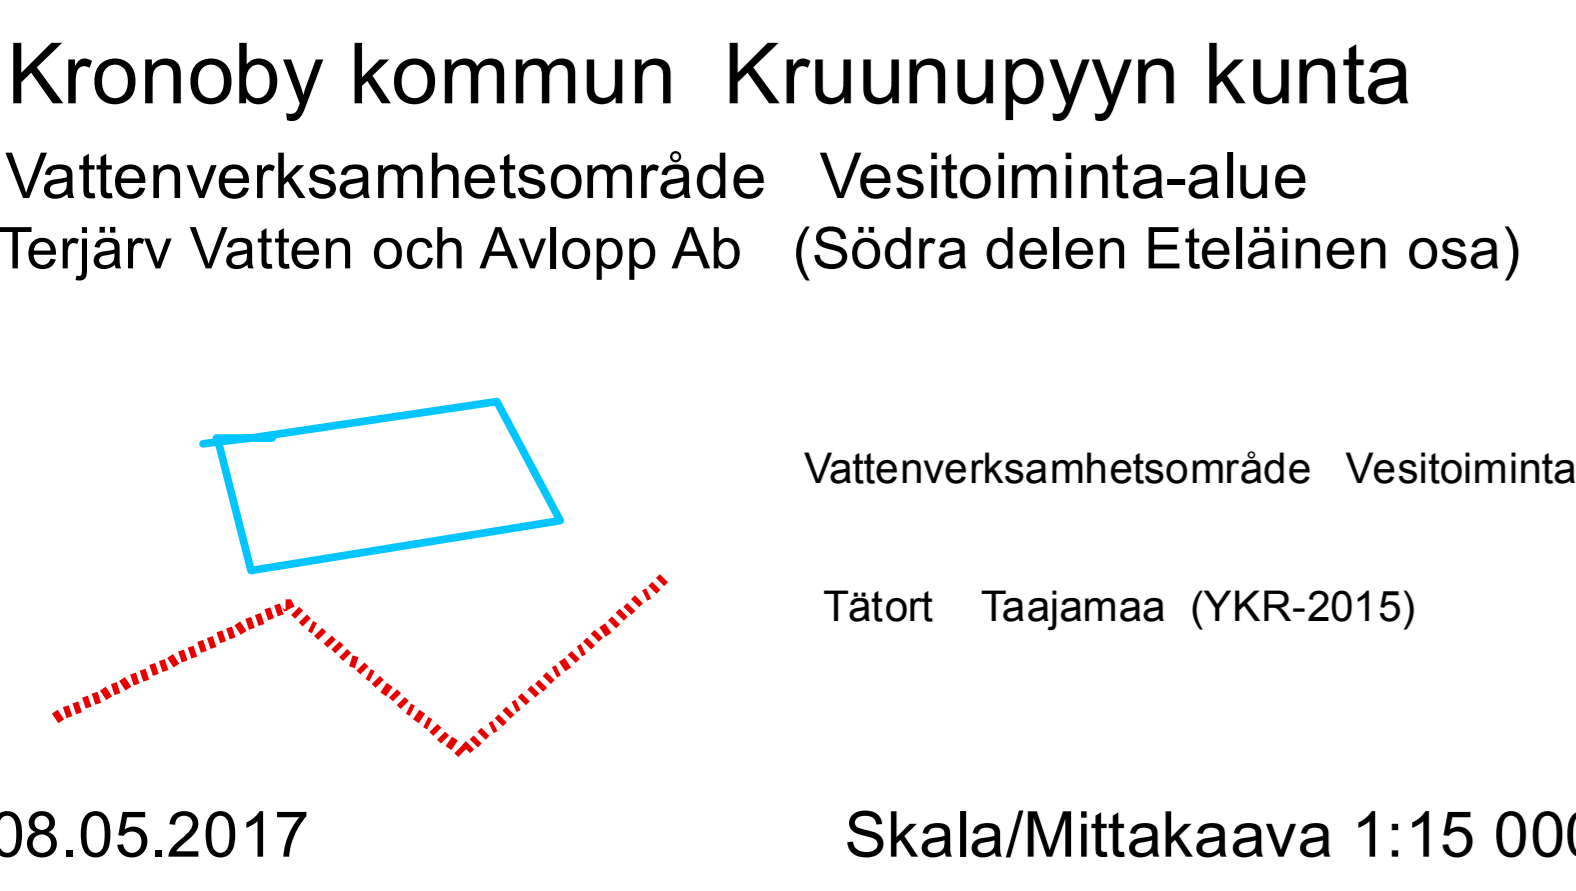 Kronoby kommun Kruunupyyn kunta
Vattenverksamhetsområde Vesitoiminta-alue
Terjärv Vatten och Avlopp Ab (Södra delen Eteläinen osa)
Vattenverksamhetsområde Vesitoiminta
Tätort Taajamaa (YKR-2015)
08.05.2017 Skala/Mittakaava 1:15 000